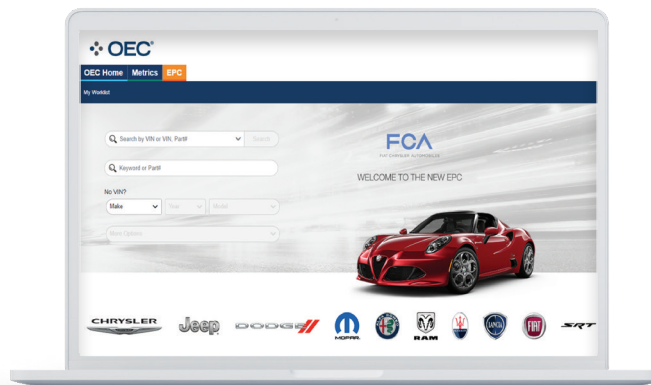 OEC
OEC Home Metrics EPC
My Worklist
Search by VIN or VIN, Part# Search
Keyword or Part#
No VIN?
Make Year Model
More Options
FCA
FIAT CHRYSLER AUTOMOBILES
WELCOME TO THE NEW EPC
CHRYSLER Jeep DODGE MOPAR RAM LANCIA FIAT SRT